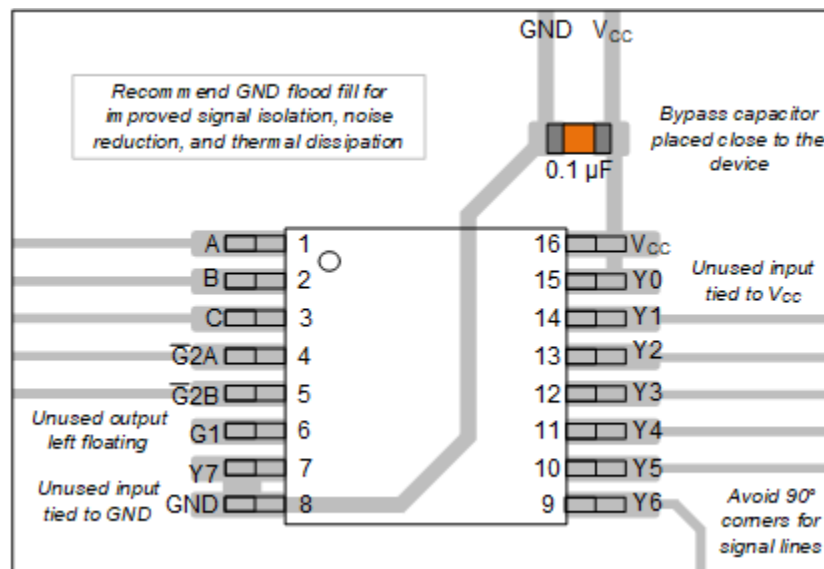 GND VCC
Recommend GND flood fill for
improved signal isolation, noise
reduction, and thermal dissipation
Bypass capacitor
placed close to the
device
0.1 µF
A 1 16 VCC
B 2 15 Y0
Unused input
tied to VCC
C 3 14 Y1
G̅2A 4 13 Y2
G̅2B 5 12 Y3
Unused output
left floating
G1 6 11 Y4
Y7 7 10 Y5
Unused input
tied to GND
GND 8 9 Y6
Avoid 90°
corners for
signal lines